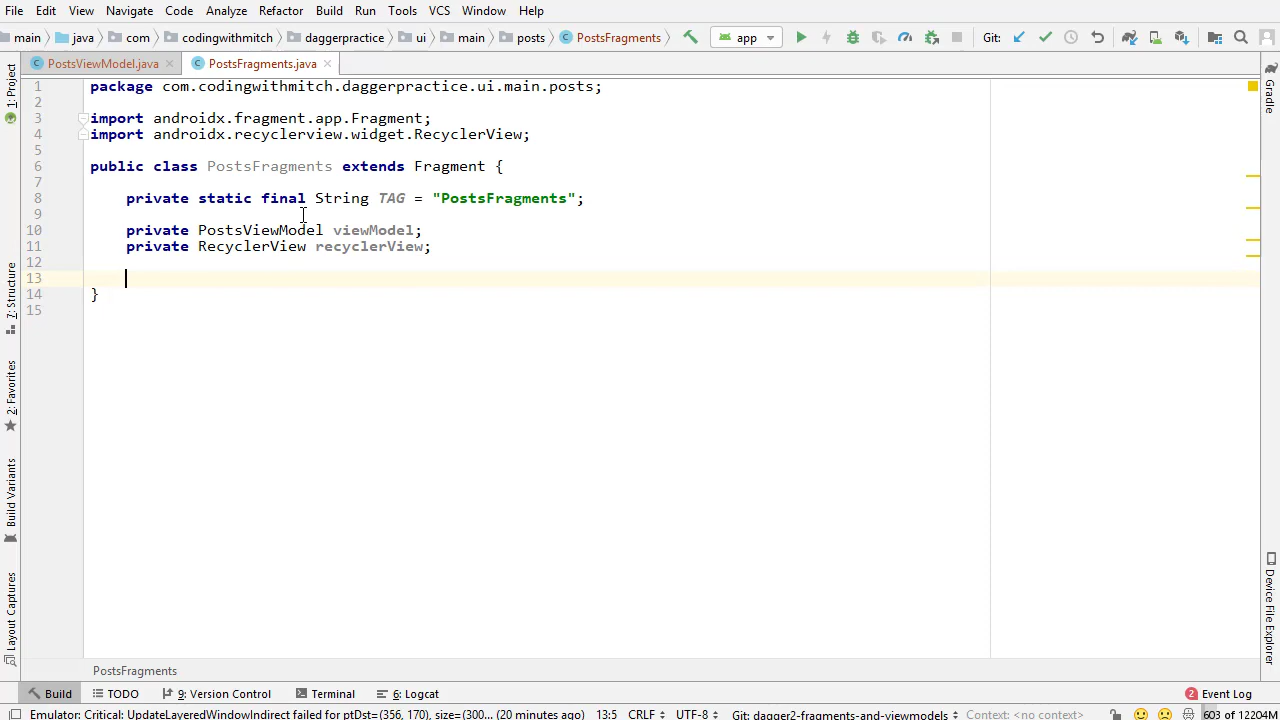 File Edit View Navigate Code Analyze Refactor Build Run Tools VCS Window Help
main java com codingwithmitch daggerpractice ui main posts PostsFragments app Git:
PostsViewModel.java PostsFragments.java
1 package com.codingwithmitch.daggerpractice.ui.main.posts;
2
3 import androidx.fragment.app.Fragment;
4 import androidx.recyclerview.widget.RecyclerView;
5
6 public class PostsFragments extends Fragment {
7
8 private static final String TAG = "PostsFragments";
9
10 private PostsViewModel viewModel;
11 private RecyclerView recyclerView;
12
13
14 }
15
1: Project
7: Structure
2: Favorites
Build Variants
Layout Captures
Gradle
Device File Explorer
PostsFragments
Build TODO 9: Version Control Terminal 6: Logcat 2 Event Log
Emulator: Critical: UpdateLayeredWindowIndirect failed for ptDst=(356, 170), size=(300... (20 minutes ago) 13:5 CRLF UTF-8 Git: dagger2-fragments-and-viewmodels Context: <no context> of 12204M